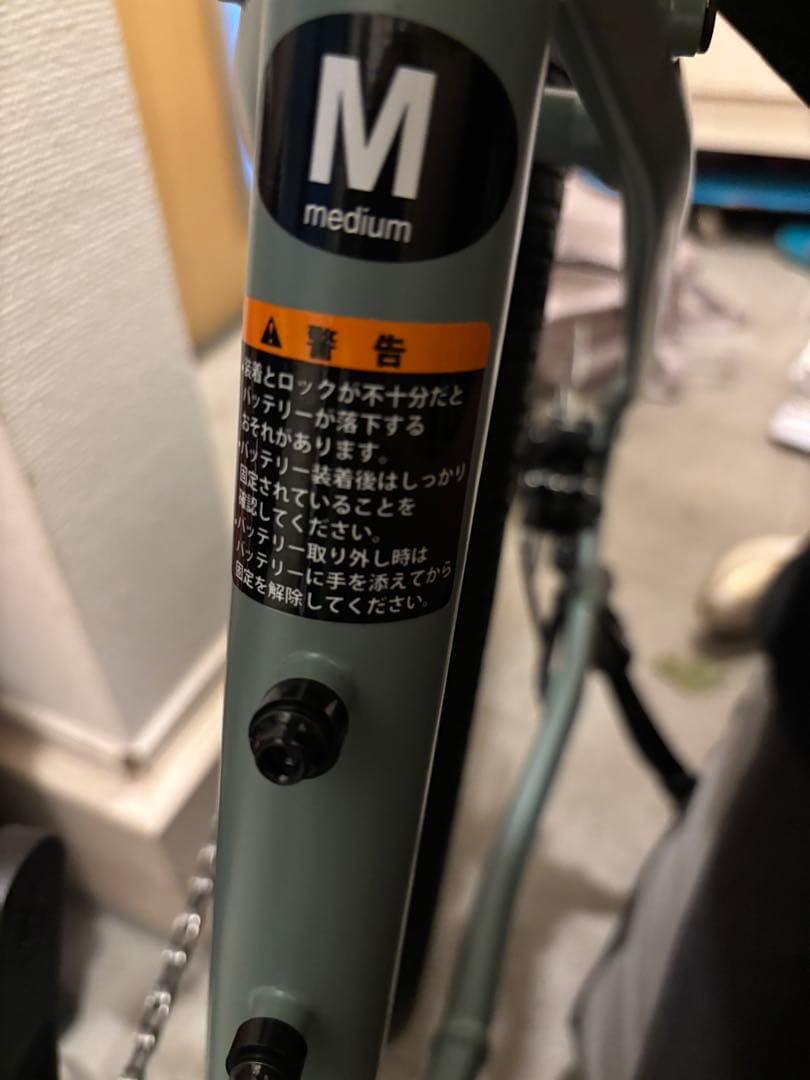 M
medium
警告
・装着とロックが不十分だと
バッテリーが落下する
おそれがあります。
・バッテリー装着後はしっかり
固定されていることを
確認してください。
・バッテリー取り外し時は
バッテリーに手を添えてから
固定を解除してください。